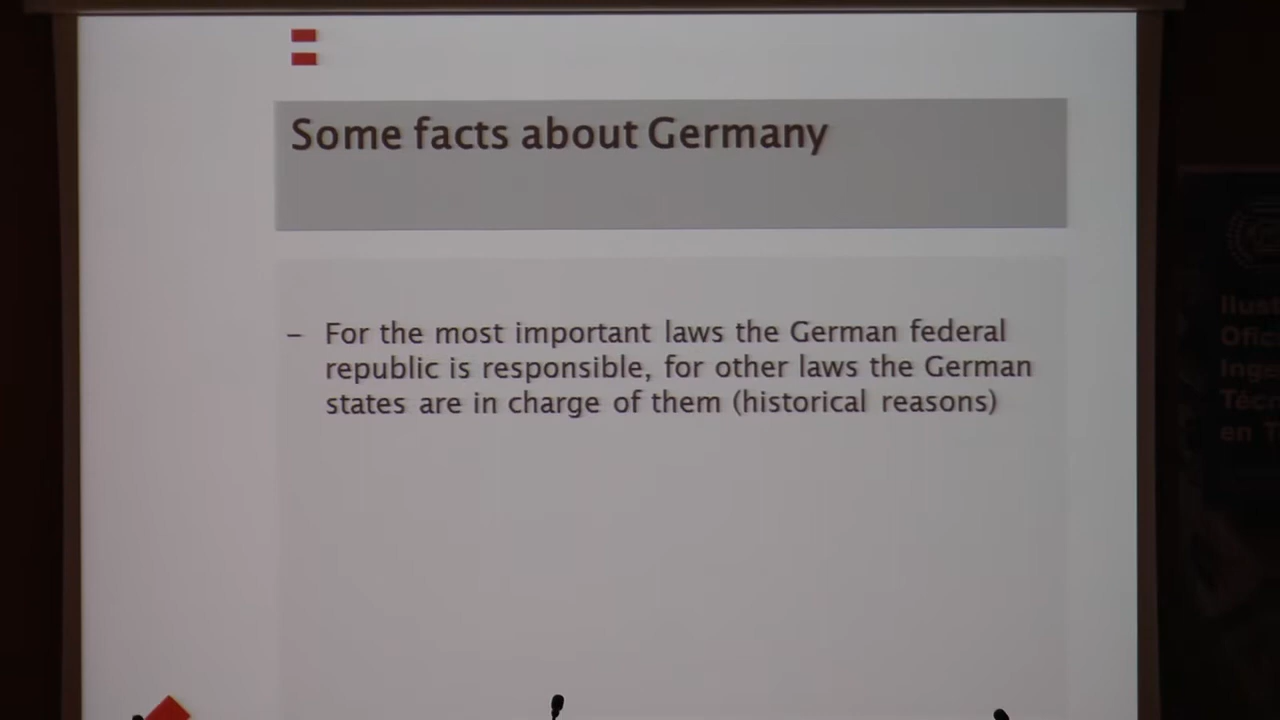 Some facts about Germany
– For the most important laws the German federal
republic is responsible, for other laws the German
states are in charge of them (historical reasons)
en